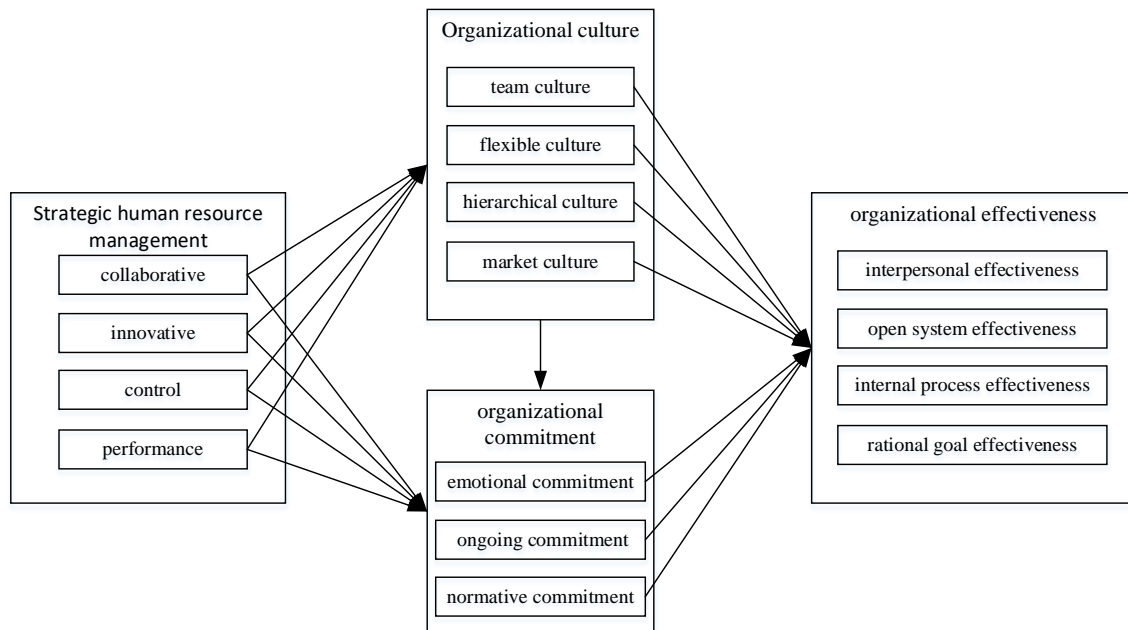 Strategic human resource
management
collaborative
innovative
control
performance
Organizational culture
team culture
flexible culture
hierarchical culture
market culture
organizational
commitment
emotional commitment
ongoing commitment
normative commitment
organizational effectiveness
interpersonal effectiveness
open system effectiveness
internal process effectiveness
rational goal effectiveness